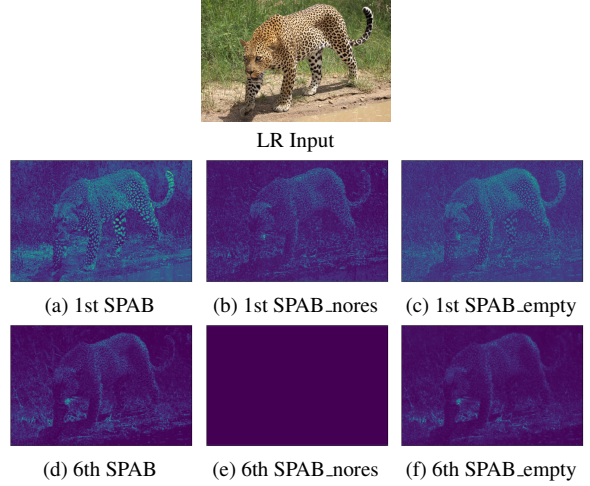 LR Input
(a) 1st SPAB
(b) 1st SPAB_nores
(c) 1st SPAB_empty
(d) 6th SPAB
(e) 6th SPAB_nores
(f) 6th SPAB_empty